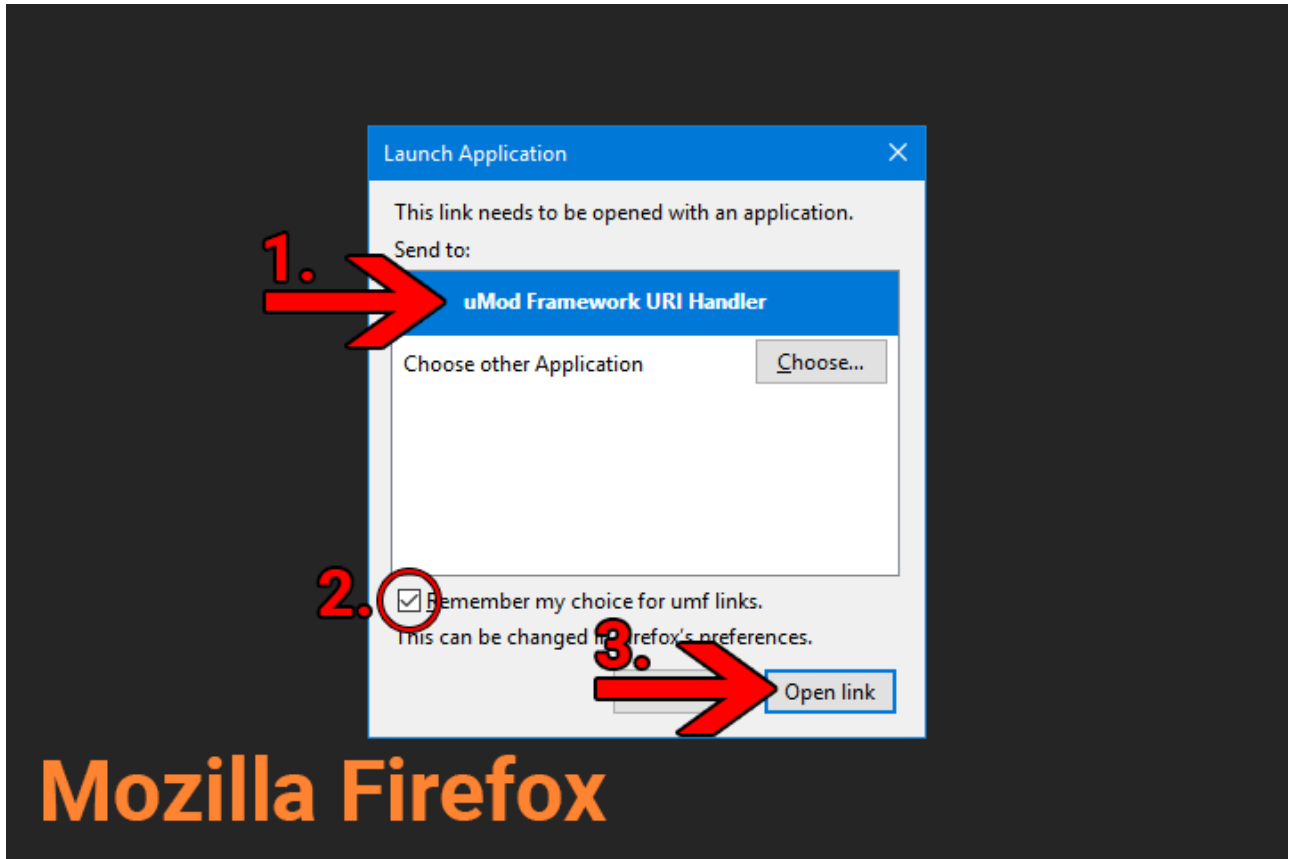 Launch Application
This link needs to be opened with an application.
Send to:
1.
uMod Framework URI Handler
Choose other Application
Choose...
2.
Remember my choice for umf links.
This can be changed in Firefox's preferences.
3.
Open link
Mozilla Firefox